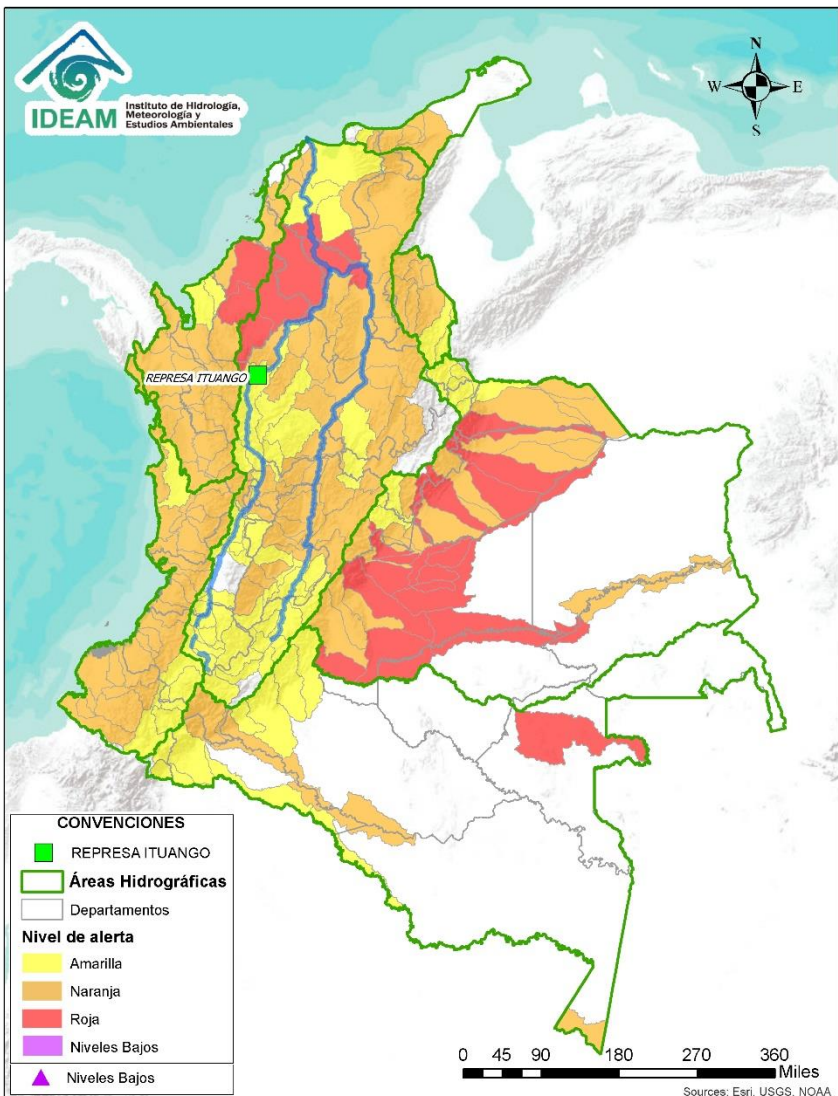 IDEAM
Instituto de Hidrología,
Meteorología y
Estudios Ambientales
N
W
E
S
REPRESA ITUANGO
CONVENCIONES
REPRESA ITUANGO
Áreas Hidrográficas
Departamentos
Nivel de alerta
Amarilla
Naranja
Roja
Niveles Bajos
Niveles Bajos
0 45 90 180 270 360
Miles
Sources: Esri, USGS, NOAA